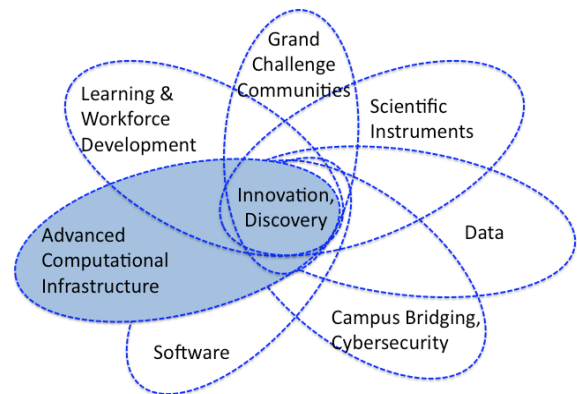 Grand
Challenge
Communities
Learning &
Workforce
Development
Scientific
Instruments
Innovation,
Discovery
Data
Advanced
Computational
Infrastructure
Campus Bridging,
Cybersecurity
Software